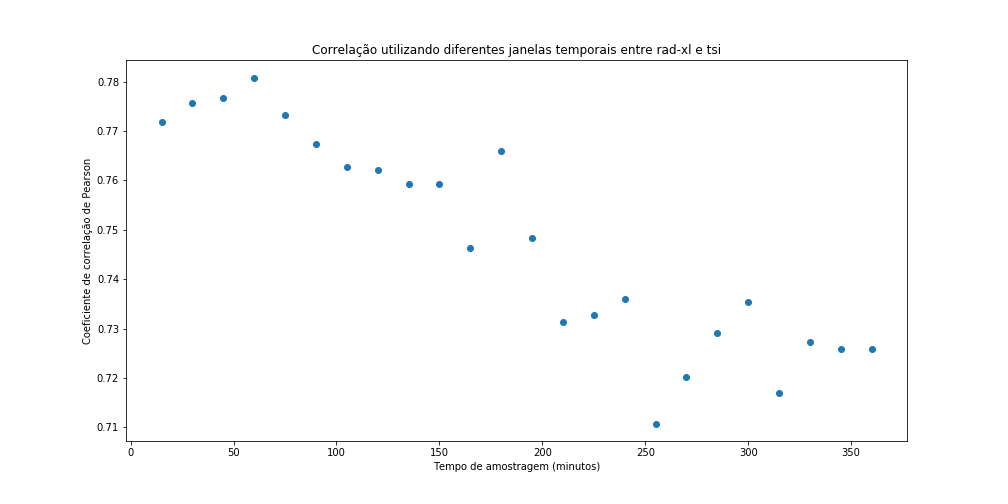 Correlação utilizando diferentes janelas temporais entre rad-xl e tsi
Coeficiente de correlação de Pearson
0.78
0.77
0.76
0.75
0.74
0.73
0.72
0.71
0 50 100 150 200 250 300 350
Tempo de amostragem (minutos)